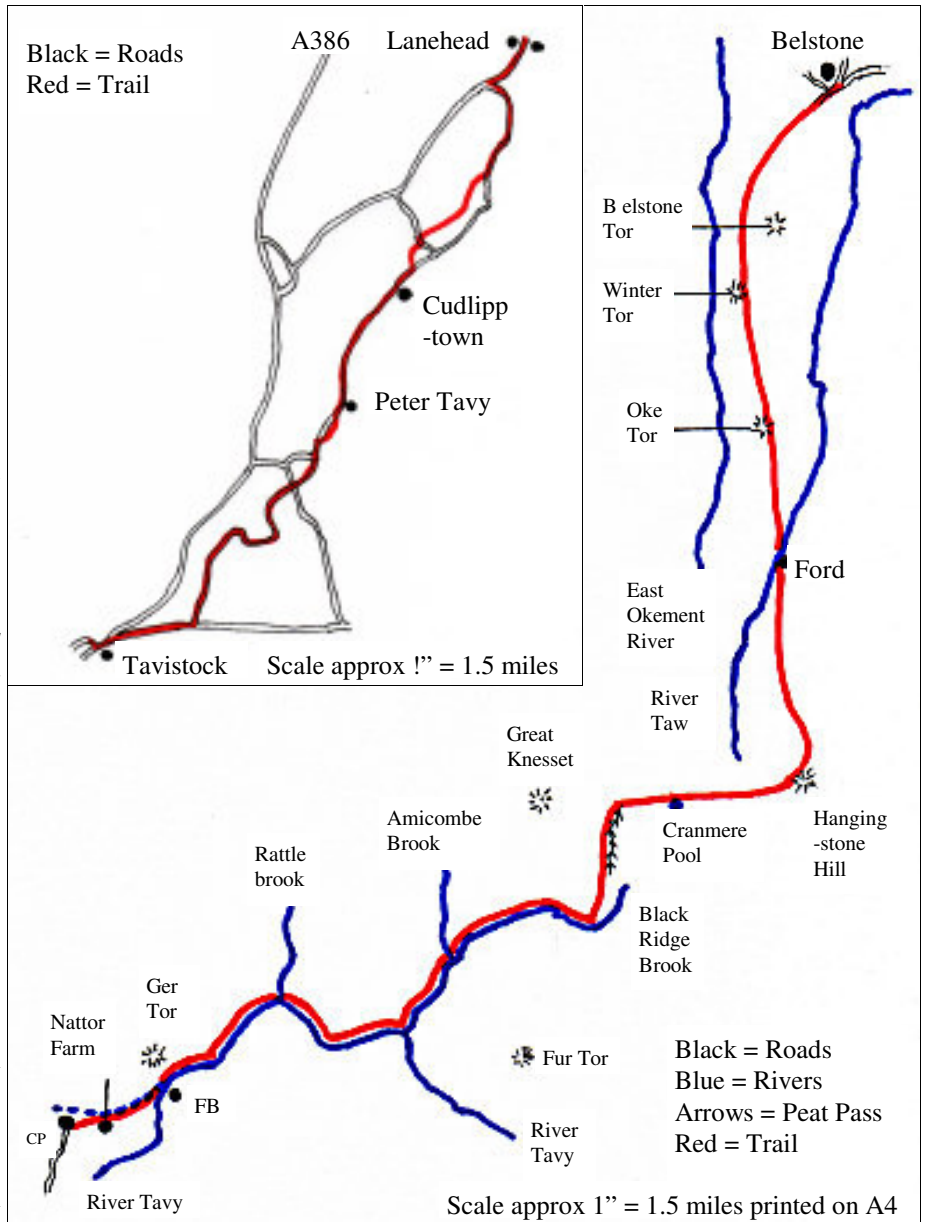 Black = Roads
Red = Trail
A386
Lanehead
Cudlipp
-town
Peter Tavy
Tavistock
Scale approx !” = 1.5 miles
Belstone
B elstone
Tor
Winter
Tor
Oke
Tor
Ford
East
Okement
River
River
Taw
Great
Knesset
Hanging
-stone
Hill
Cranmere
Pool
Amicombe
Brook
Rattle
brook
Black
Ridge
Brook
Ger
Tor
Nattor
Farm
Fur Tor
FB
CP
River
Tavy
River Tavy
Black = Roads
Blue = Rivers
Arrows = Peat Pass
Red = Trail
Scale approx 1” = 1.5 miles printed on A4